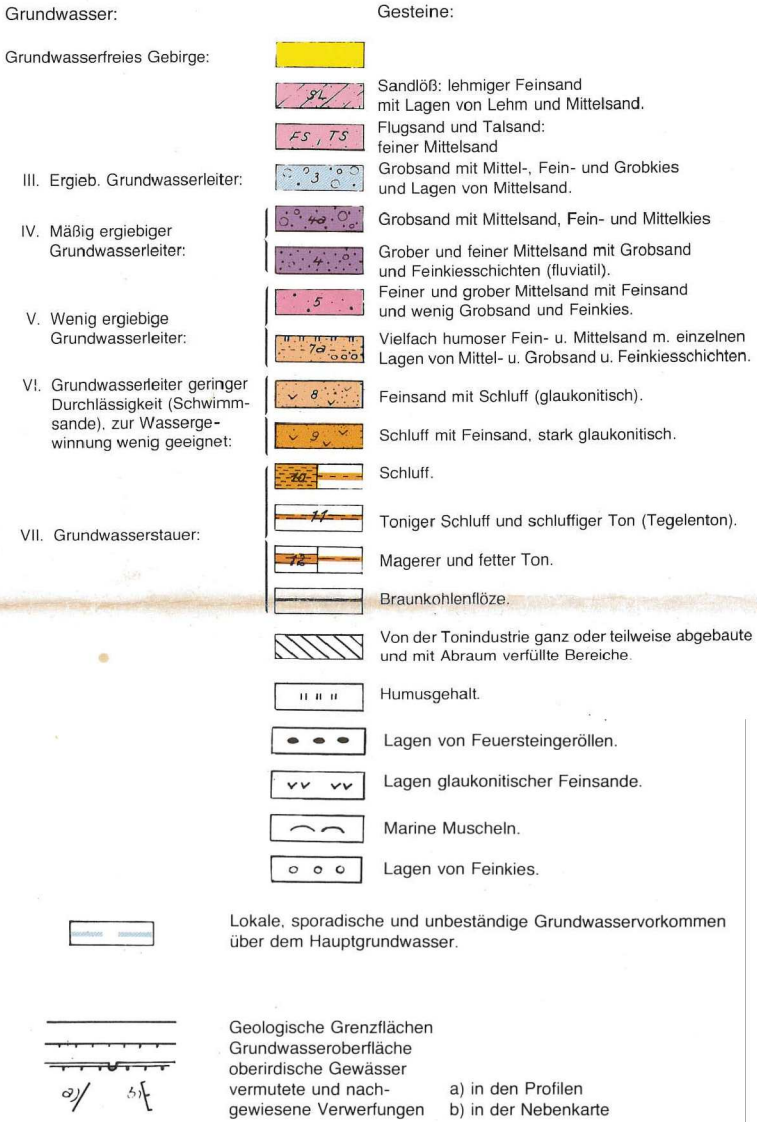 Grundwasser:
Gesteine:
Grundwasserfreies Gebirge:
SL
Sandlöß: lehmiger Feinsand
mit Lagen von Lehm und Mittelsand.
FS, TS
Flugsand und Talsand:
feiner Mittelsand
III. Ergieb. Grundwasserleiter:
3
Grobsand mit Mittel-, Fein- und Grobkies
und Lagen von Mittelsand.
IV. Mäßig ergiebiger
Grundwasserleiter:
4a
Grobsand mit Mittelsand, Fein- und Mittelkies
4
Grober und feiner Mittelsand mit Grobsand
und Feinkiesschichten (fluviatil).
V. Wenig ergiebige
Grundwasserleiter:
5
Feiner und grober Mittelsand mit Feinsand
und wenig Grobsand und Feinkies.
7a
Vielfach humoser Fein- u. Mittelsand m. einzelnen
Lagen von Mittel- u. Grobsand u. Feinkiesschichten.
VI. Grundwasserleiter geringer
Durchlässigkeit (Schwimm-
sande), zur Wasserge-
winnung wenig geeignet:
8
Feinsand mit Schluff (glaukonitisch).
9
Schluff mit Feinsand, stark glaukonitisch.
VII. Grundwasserstauer:
10
Schluff.
11
Toniger Schluff und schluffiger Ton (Tegelenton).
12
Magerer und fetter Ton.
Braunkohlenflöze.
Von der Tonindustrie ganz oder teilweise abgebaute
und mit Abraum verfüllte Bereiche.
Humusgehalt.
Lagen von Feuersteingeröllen.
Lagen glaukonitischer Feinsande.
Marine Muscheln.
Lagen von Feinkies.
Lokale, sporadische und unbeständige Grundwasservorkommen
über dem Hauptgrundwasser.
Geologische Grenzflächen
Grundwasseroberfläche
oberirdische Gewässer
a) b)
vermutete und nach- a) in den Profilen
gewiesene Verwerfungen b) in der Nebenkarte